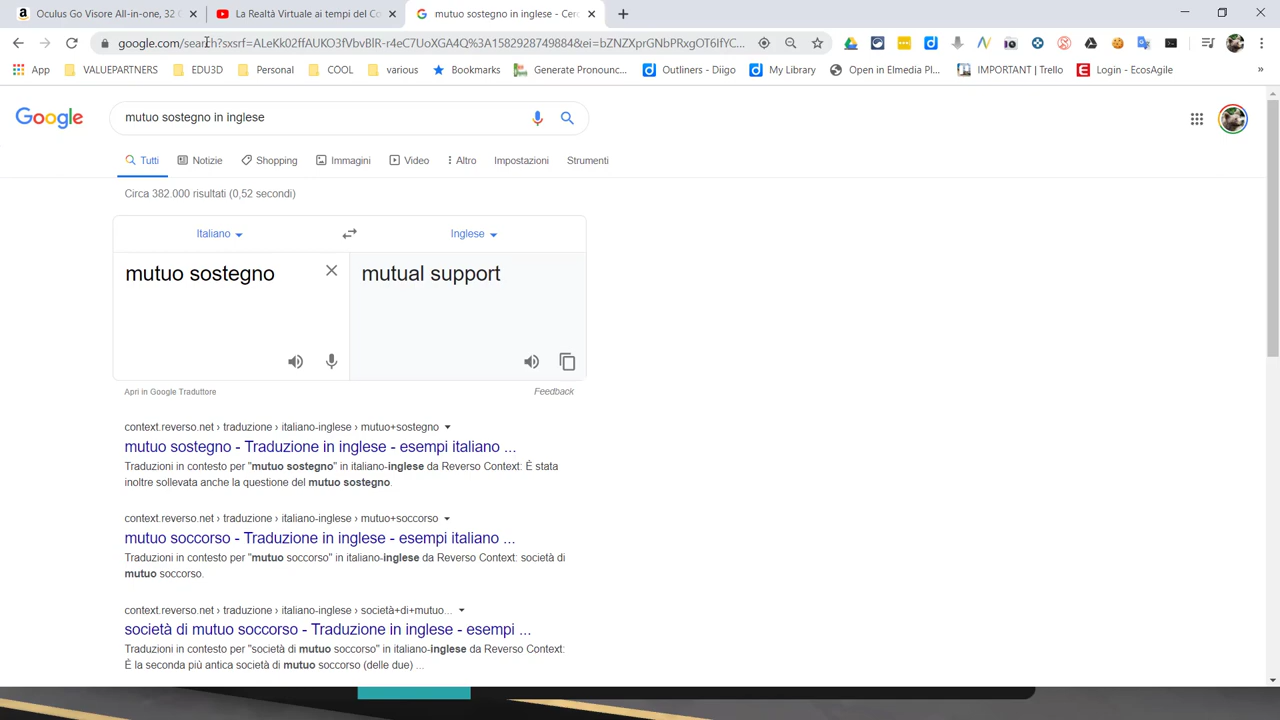 Oculus Go Visore All-in-one, 32 G
La Realtà Virtuale ai tempi del Co
mutuo sostegno in inglese - Cerc
google.com/search?sxsrf=ALeKk02ffAUKO3fVbvBlR-r4eC7UoXGA4Q%3A1582928749884&ei=bZNZXorGNbPRxgOT6IfYC...
App
VALUEPARTNERS
EDU3D
Personal
COOL
various
Bookmarks
Generate Pronounc...
Outliners - Diigo
My Library
Open in Elmedia Pl...
IMPORTANT | Trello
Login - EcosAgile
»
Google
mutuo sostegno in inglese
Tutti
Notizie
Shopping
Immagini
Video
Altro
Impostazioni
Strumenti
Circa 382.000 risultati (0,52 secondi)
Italiano
Inglese
mutuo sostegno
mutual support
Apri in Google Traduttore
Feedback
context.reverso.net › traduzione › italiano-inglese › mutuo+sostegno
mutuo sostegno - Traduzione in inglese - esempi italiano ...
Traduzioni in contesto per "mutuo sostegno" in italiano-inglese da Reverso Context: È stata
inoltre sollevata anche la questione del mutuo sostegno.
context.reverso.net › traduzione › italiano-inglese › mutuo+soccorso
mutuo soccorso - Traduzione in inglese - esempi italiano ...
Traduzioni in contesto per "mutuo soccorso" in italiano-inglese da Reverso Context: società di
mutuo soccorso.
context.reverso.net › traduzione › italiano-inglese › società+di+mutuo...
società di mutuo soccorso - Traduzione in inglese - esempi ...
Traduzioni in contesto per "società di mutuo soccorso" in italiano-inglese da Reverso Context:
È la seconda più antica società di mutuo soccorso (delle due) ...